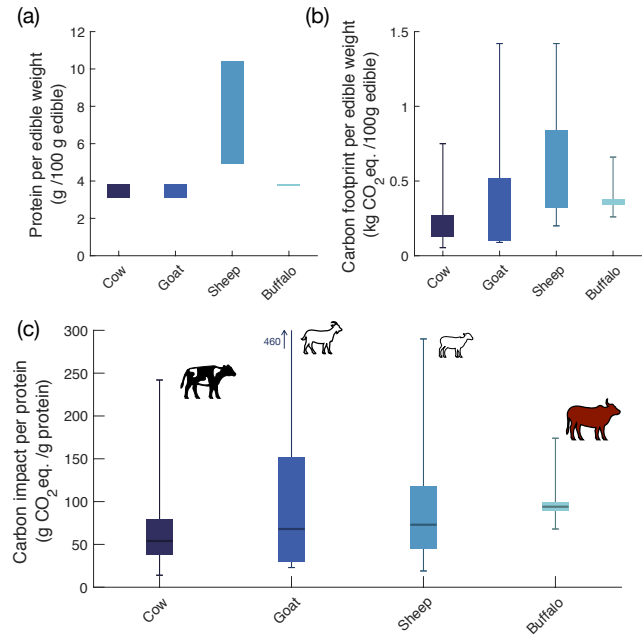 (a)
Protein per edible weight
(g /100 g edible)
12
10
8
6
4
2
0
Cow
Goat
Sheep
Buffalo
(b)
Carbon footprint per edible weight
(kg CO2 eq. /100g edible)
1.5
1
0.5
0
Cow
Goat
Sheep
Buffalo
(c)
Carbon impact per protein
(g CO2 eq. /g protein)
300
250
200
150
100
50
0
460
Cow
Goat
Sheep
Buffalo